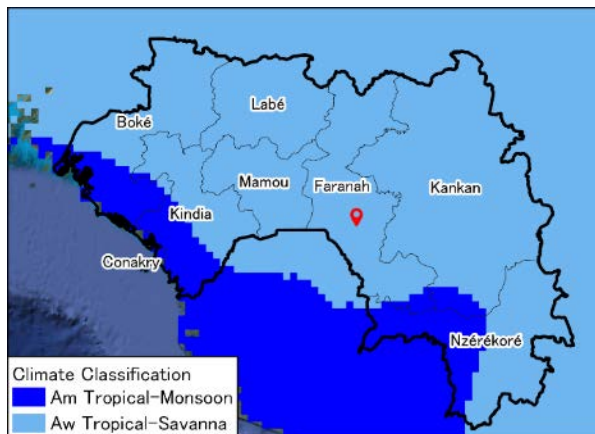 Labé
Boké
Mamou
Faranah
Kankan
Kindia
Conakry
Nzérékoré
Climate Classification
Am Tropical-Monsoon
Aw Tropical-Savanna